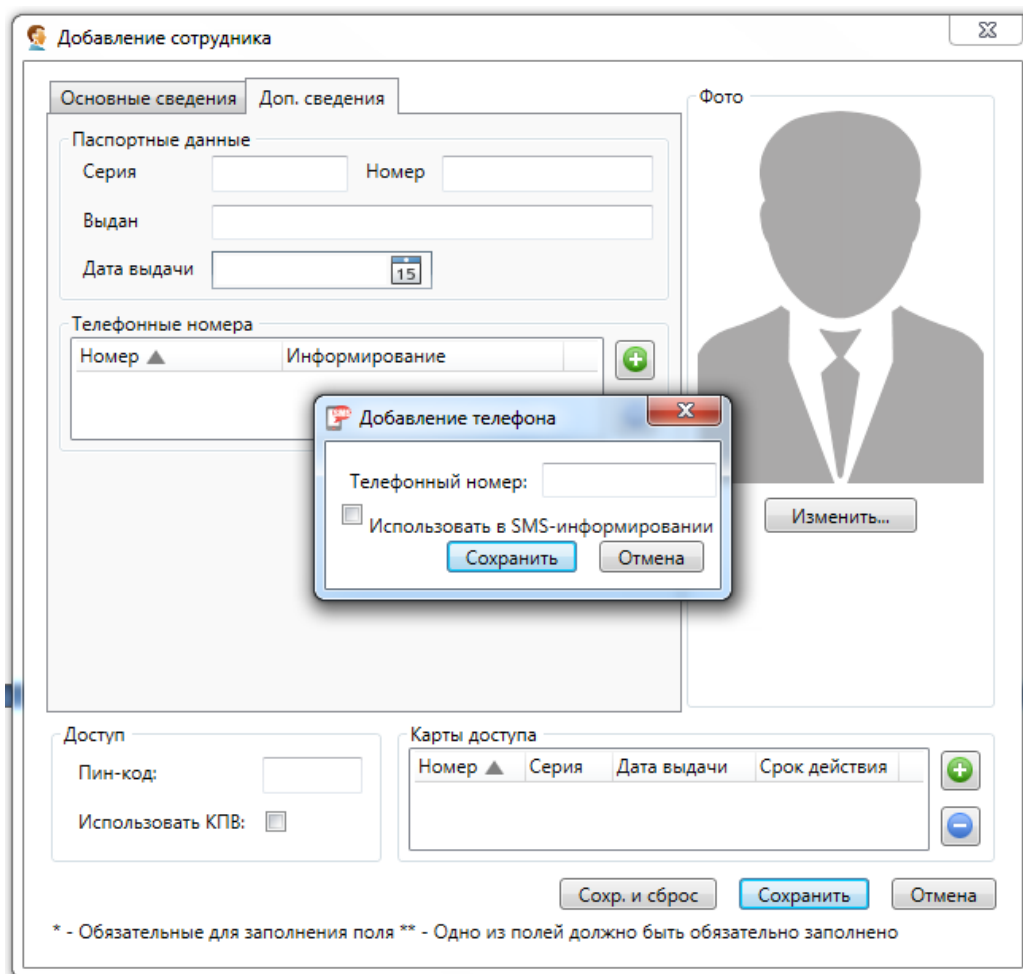 Добавление сотрудника
Основные сведения Доп. сведения
Фото
Паспортные данные
Серия Номер
Выдан
Дата выдачи 15
Телефонные номера
Номер Информирование
Добавление телефона
Телефонный номер:
Использовать в SMS-информировании
Сохранить Отмена
Изменить...
Доступ
Пин-код:
Использовать КПВ:
Карты доступа
Номер Серия Дата выдачи Срок действия
Сохр. и сброс Сохранить Отмена
* - Обязательные для заполнения поля ** - Одно из полей должно быть обязательно заполнено